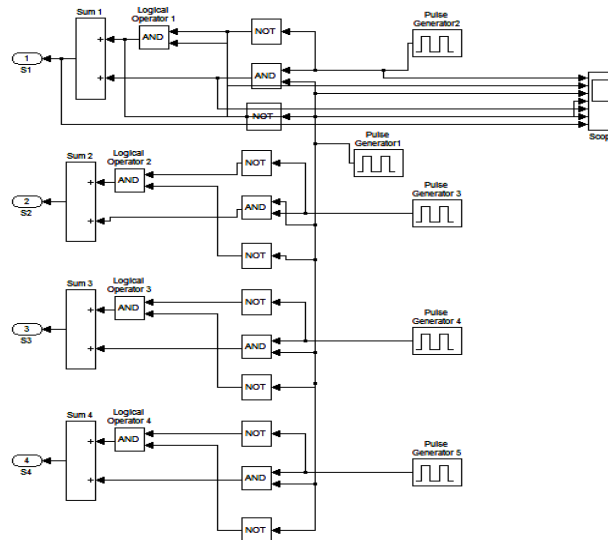 Sum 1
Logical
Operator 1
AND
NOT
Pulse
Generator2
1
S1
+
+
AND
NOT
Scop
Pulse
Generator1
Sum 2
Logical
Operator 2
AND
NOT
Pulse
Generator 3
2
S2
+
+
AND
NOT
Sum 3
Logical
Operator 3
AND
NOT
Pulse
Generator 4
3
S3
+
+
AND
NOT
Sum 4
Logical
Operator 4
AND
NOT
Pulse
Generator 5
4
S4
+
+
AND
NOT